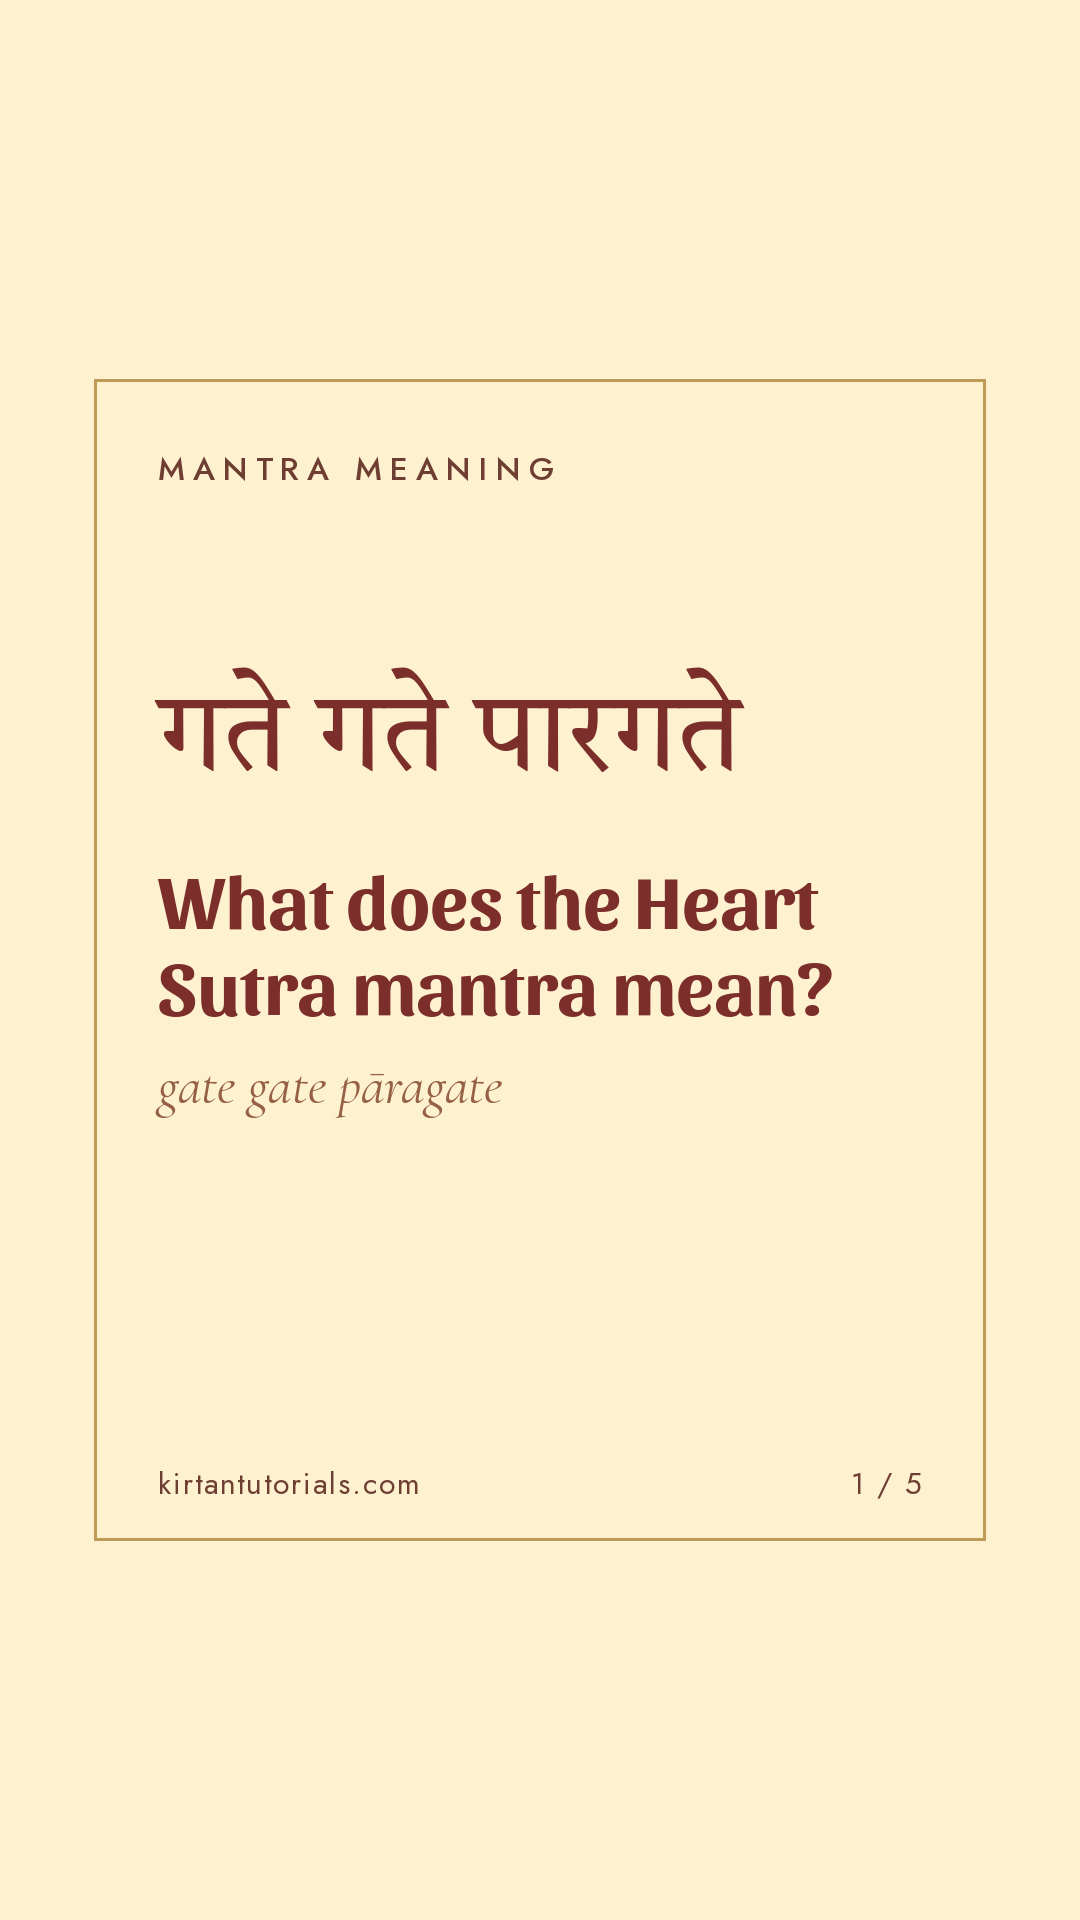 MANTRA MEANING
गते गते पारगते
What does the Heart
Sutra mantra mean?
gate gate pāragate
kirtantutorials.com
1 / 5